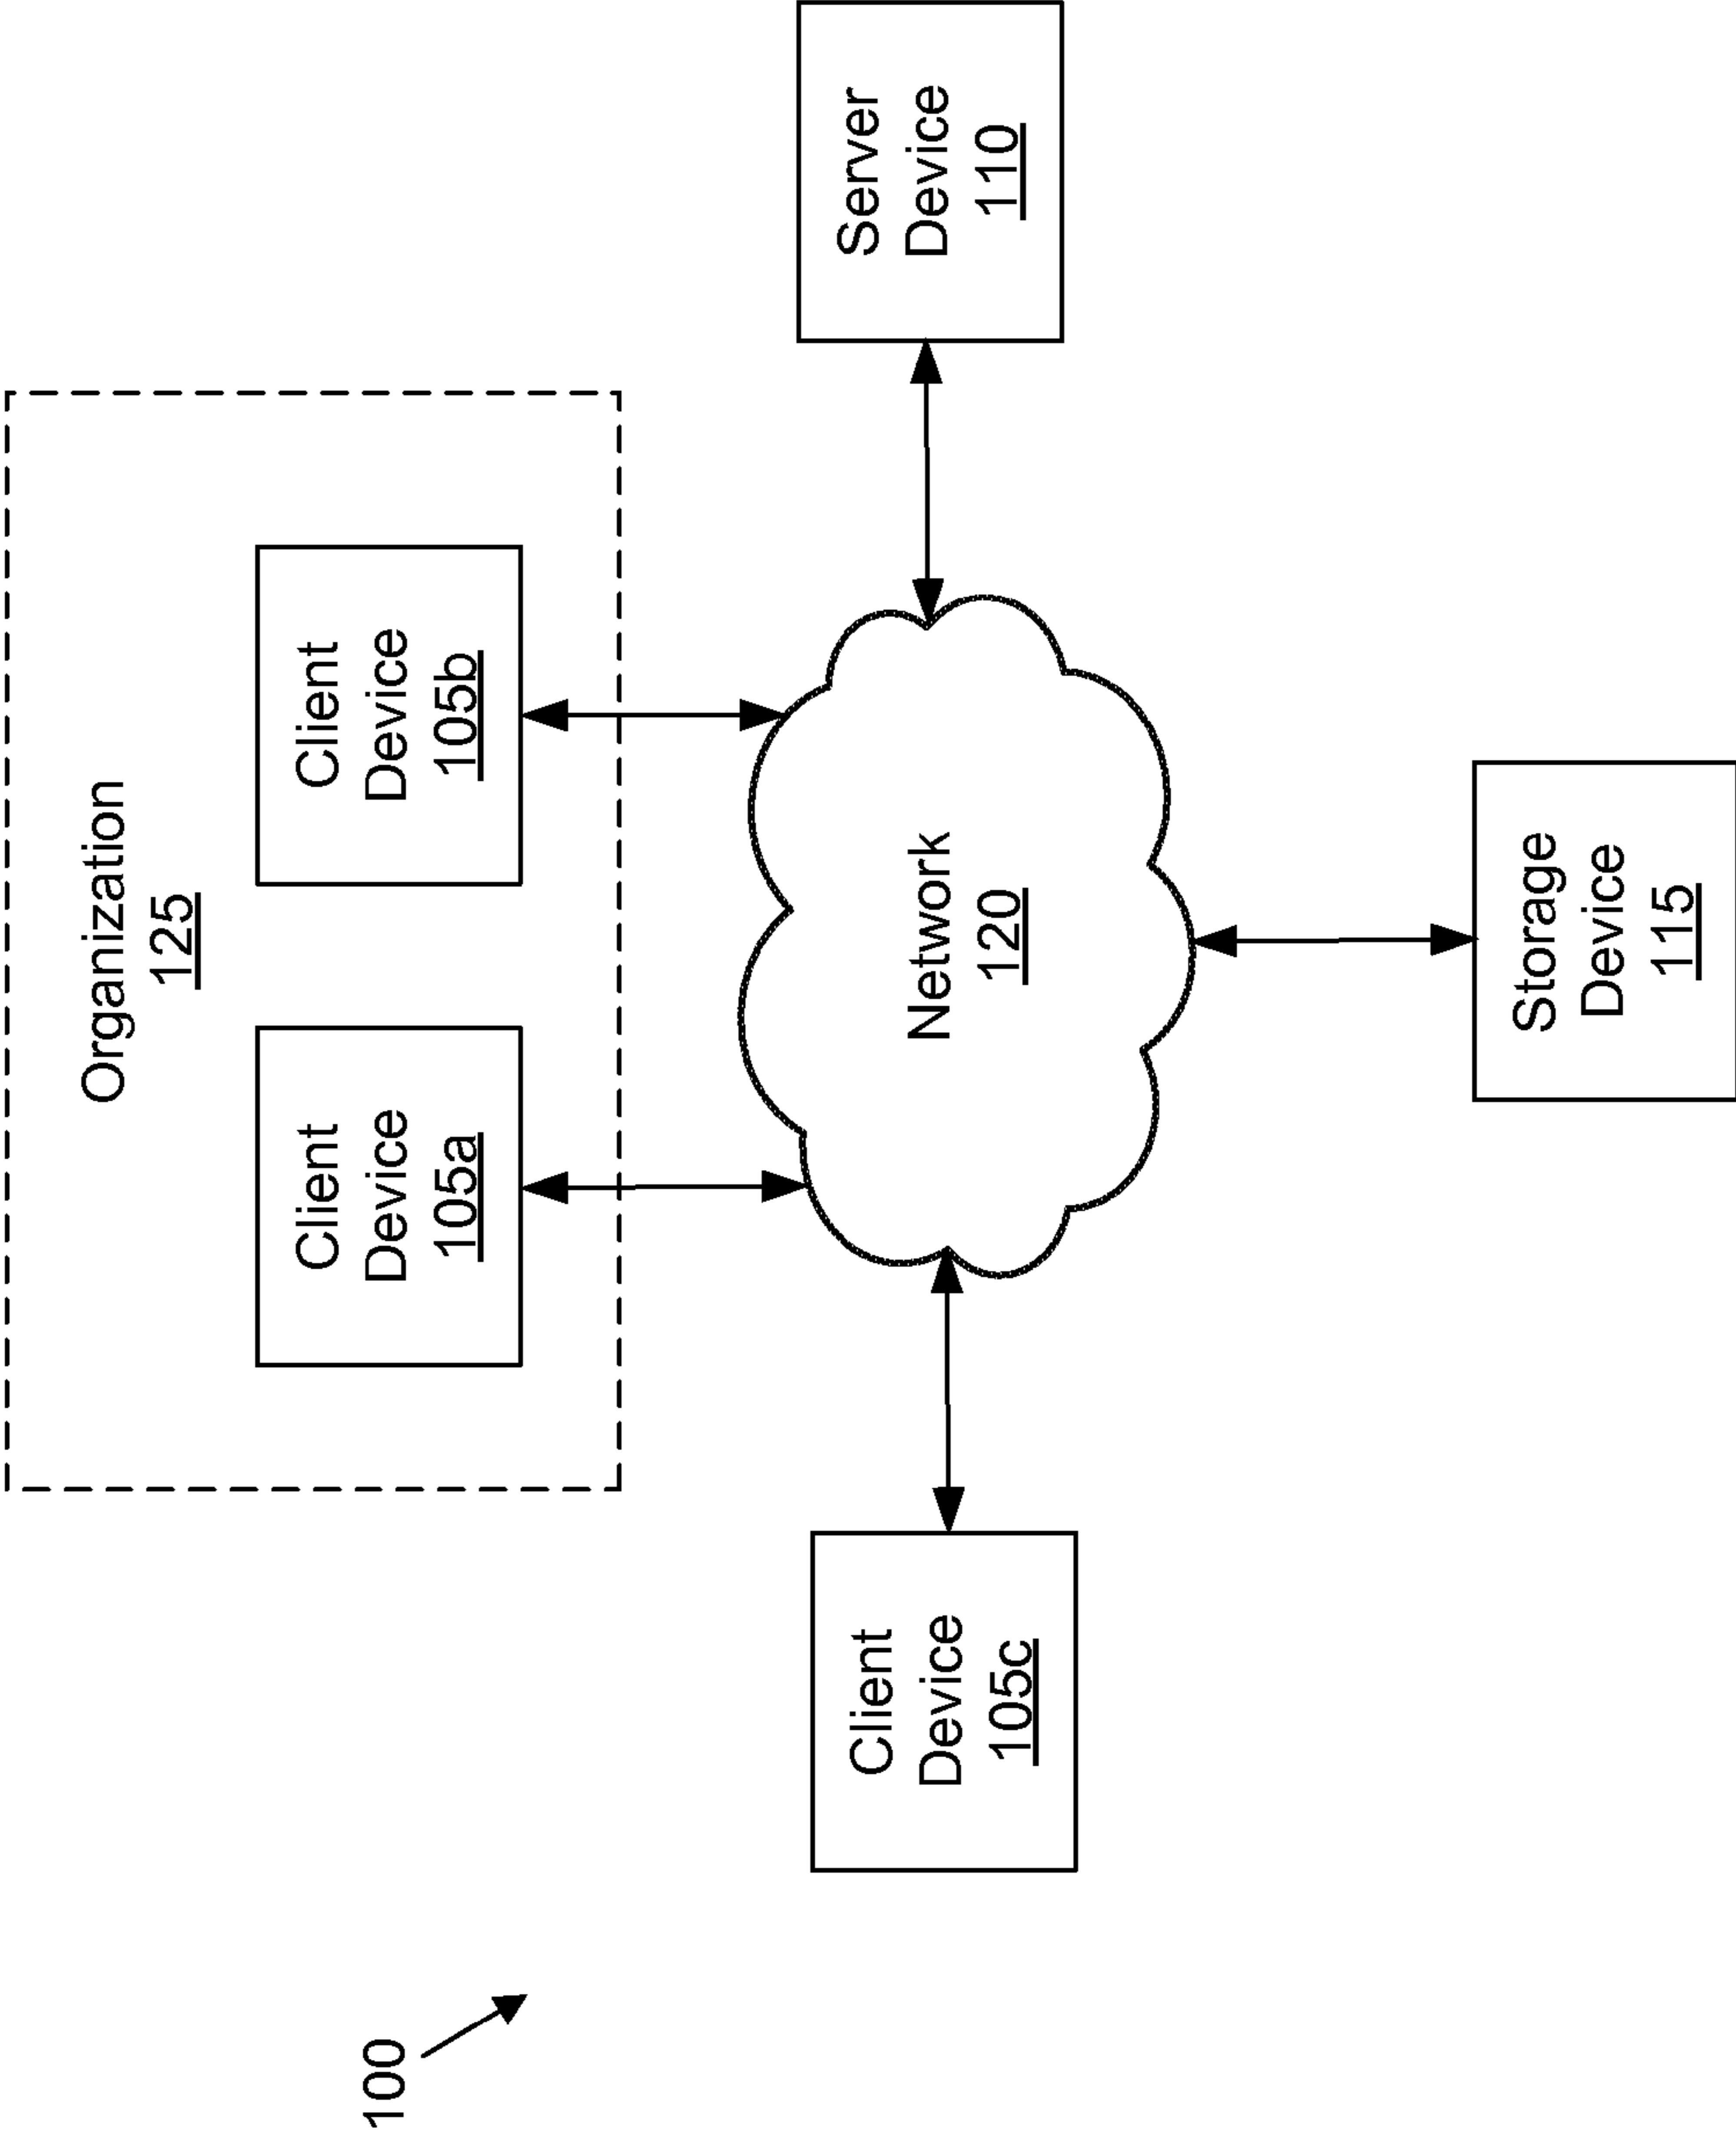 100
Organization
125
Client
Device
105a
Client
Device
105b
Client
Device
105c
Network
120
Server
Device
110
Storage
Device
115